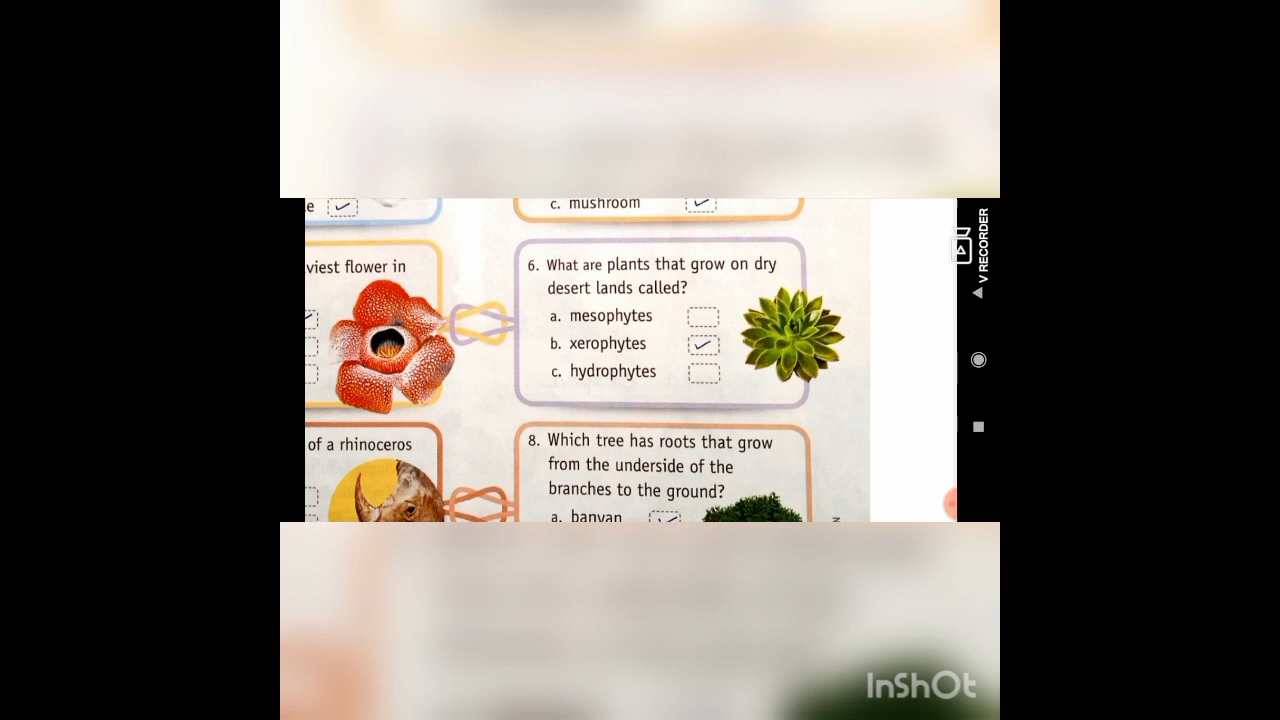 e
c. mushroom
viest flower in
6. What are plants that grow on dry
desert lands called?
a. mesophytes
b. xerophytes
c. hydrophytes
of a rhinoceros
8. Which tree has roots that grow
from the underside of the
branches to the ground?
a. banyan
V RECORDER
InShOt